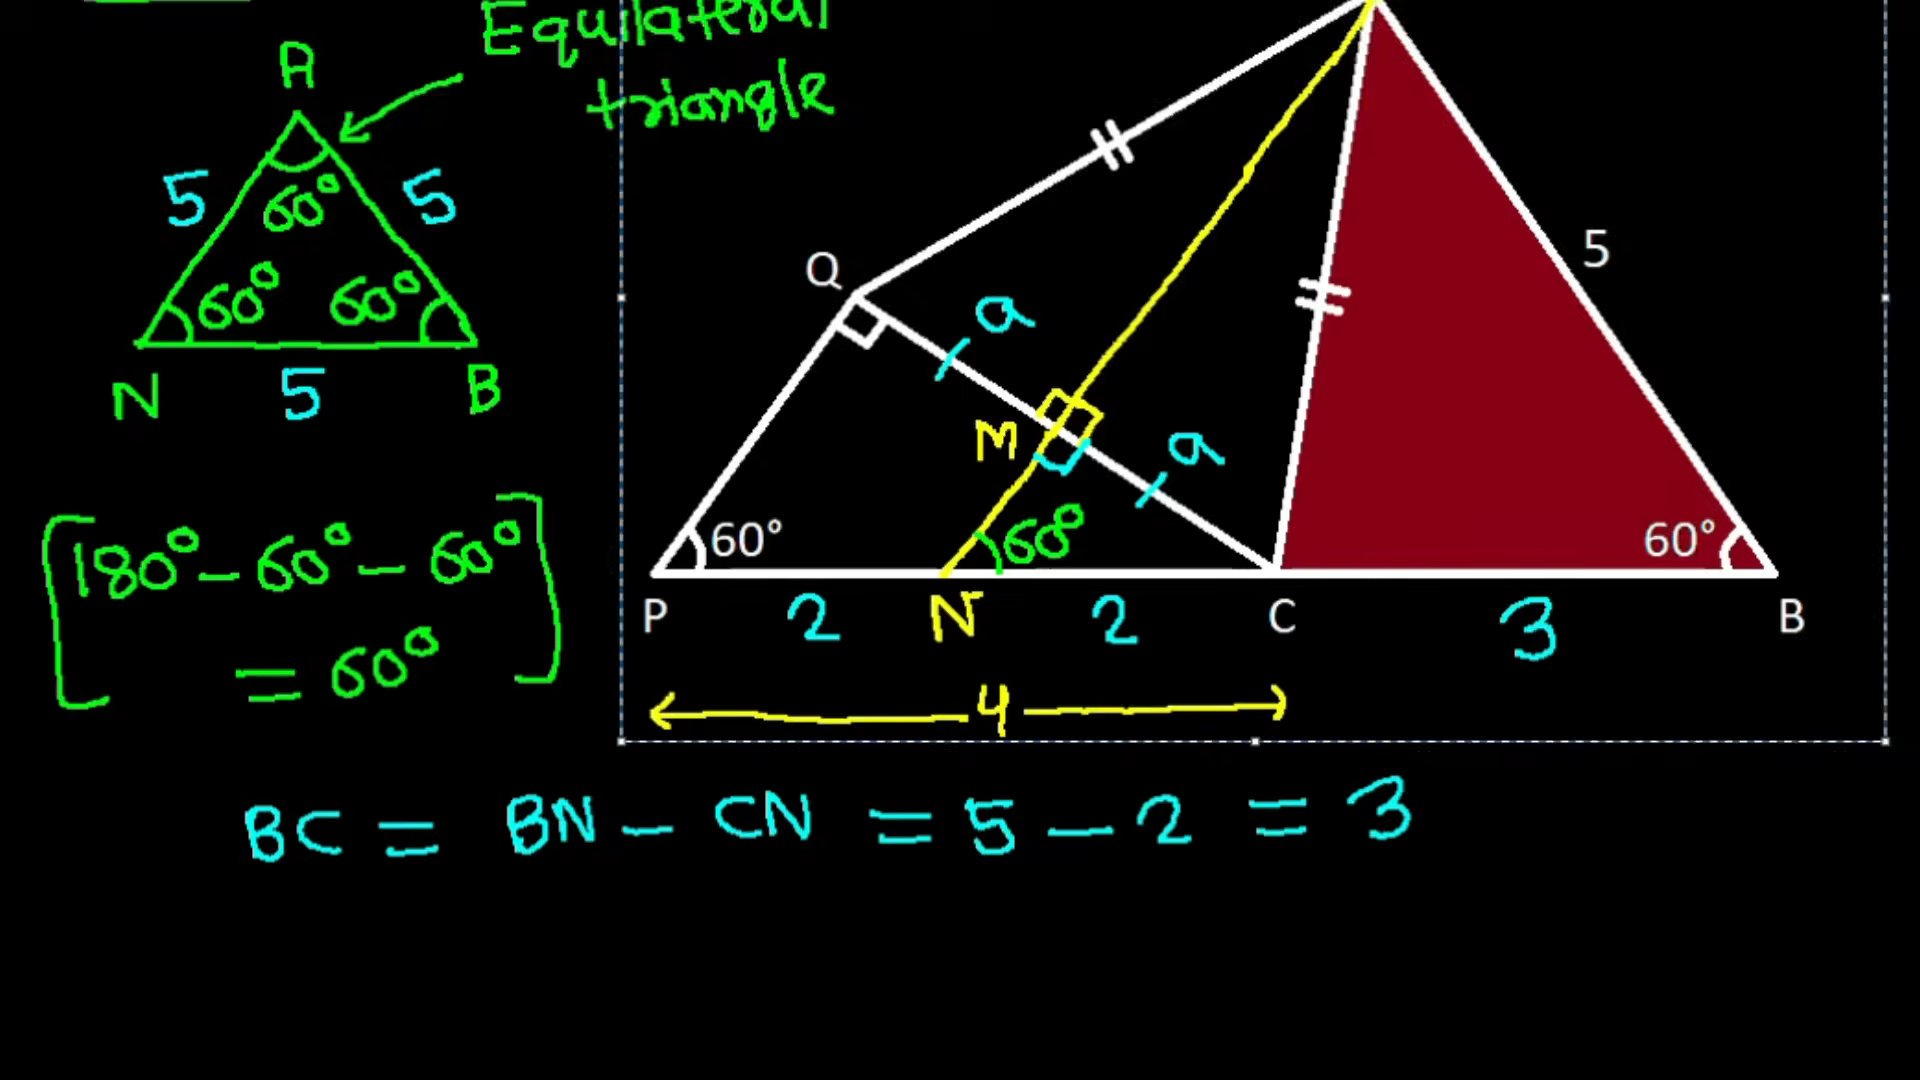 Equilateral
triangle
A
5
5
60°
60°
60°
N
5
B
[180° - 60° - 60°
= 60°]
Q
a
M
a
5
60°
60°
60°
P
2
N
2
C
3
B
4
BC = BN - CN = 5 - 2 = 3